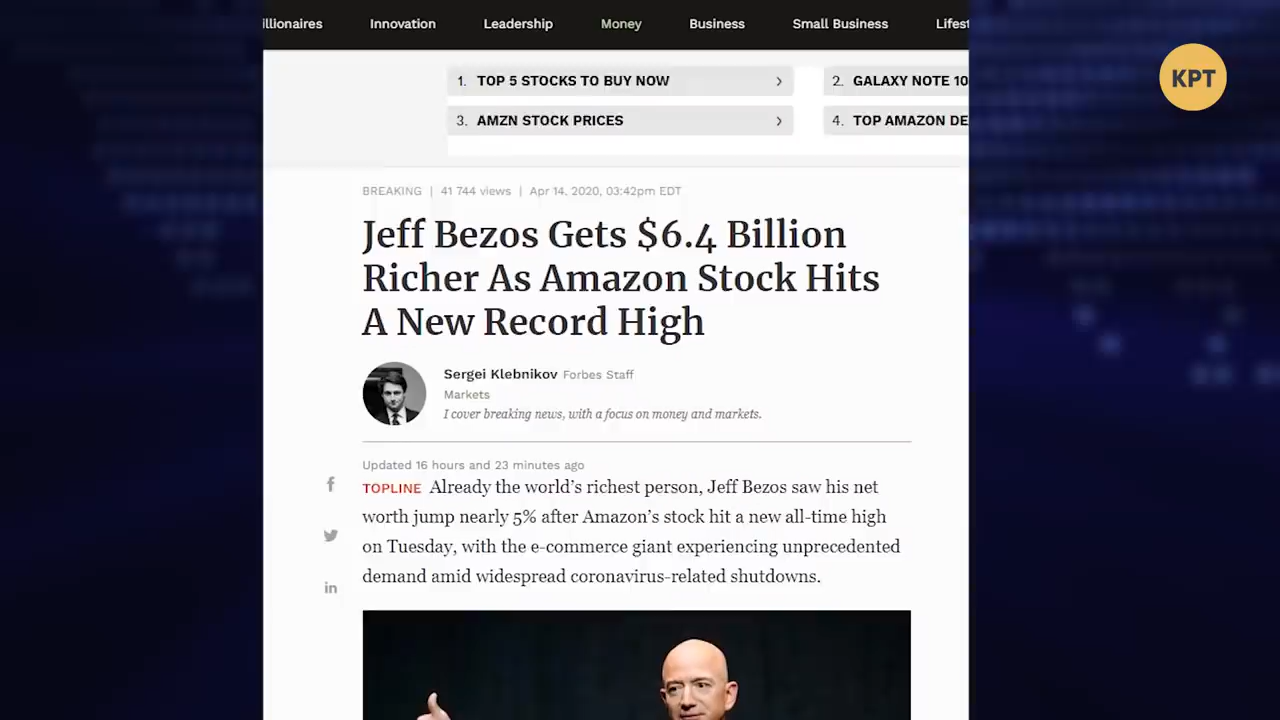 illionaires Innovation Leadership Money Business Small Business Lifest
KPT
1. TOP 5 STOCKS TO BUY NOW › 2. GALAXY NOTE 10
3. AMZN STOCK PRICES › 4. TOP AMAZON DE
BREAKING | 41 744 views | Apr 14, 2020, 03:42pm EDT
Jeff Bezos Gets $6.4 Billion
Richer As Amazon Stock Hits
A New Record High
Sergei Klebnikov Forbes Staff
Markets
I cover breaking news, with a focus on money and markets.
Updated 16 hours and 23 minutes ago
TOPLINE Already the world’s richest person, Jeff Bezos saw his net
worth jump nearly 5% after Amazon’s stock hit a new all-time high
on Tuesday, with the e-commerce giant experiencing unprecedented
demand amid widespread coronavirus-related shutdowns.